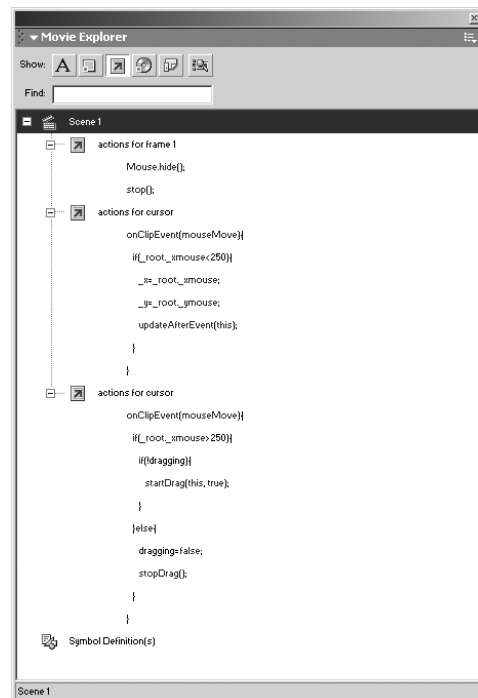 Movie Explorer
Show: A
Find:
Scene 1
actions for frame 1
Mouse.hide();
stop();
actions for cursor
onClipEvent(mouseMove){
if(_root._xmouse<250){
_x=_root._xmouse;
_y=_root._ymouse;
updateAfterEvent(this);
}
}
actions for cursor
onClipEvent(mouseMove){
if(_root._xmouse>250){
if(!dragging){
startDrag(this, true);
}
}else{
dragging=false;
stopDrag();
}
}
Symbol Definition(s)
Scene 1